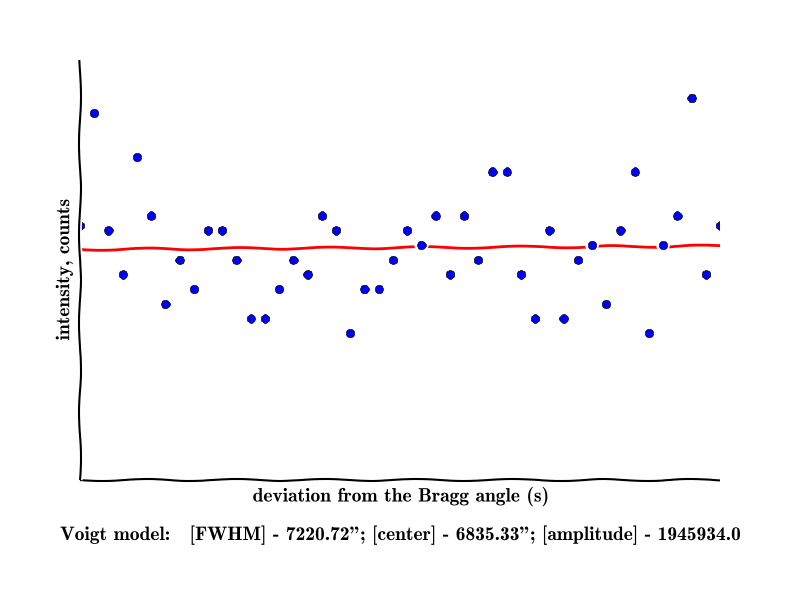 intensity, counts
deviation from the Bragg angle (s)
Voigt model: [FWHM] - 7220.72”; [center] - 6835.33”; [amplitude] - 1945934.0